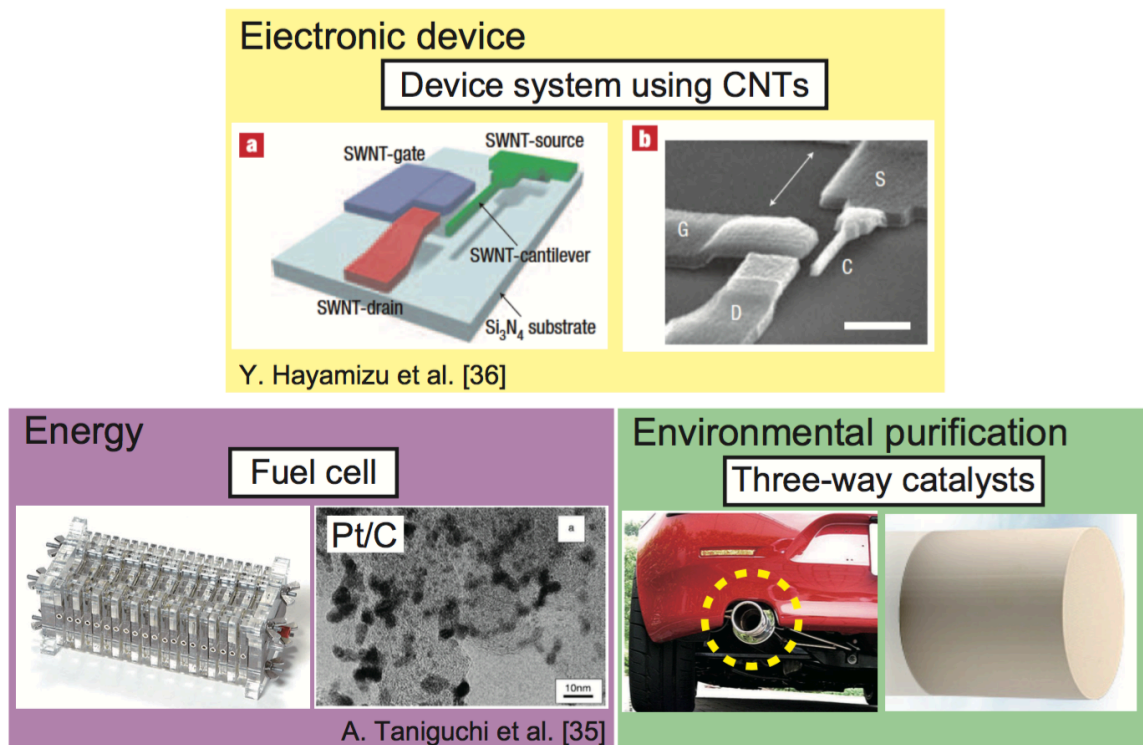 Eiectronic device
Device system using CNTs
a
SWNT-gate
SWNT-source
SWNT-cantilever
SWNT-drain
Si₃N₄ substrate
b
S
G
C
D
Y. Hayamizu et al. [36]
Energy
Fuel cell
Pt/C
a
10nm
A. Taniguchi et al. [35]
Environmental purification
Three-way catalysts